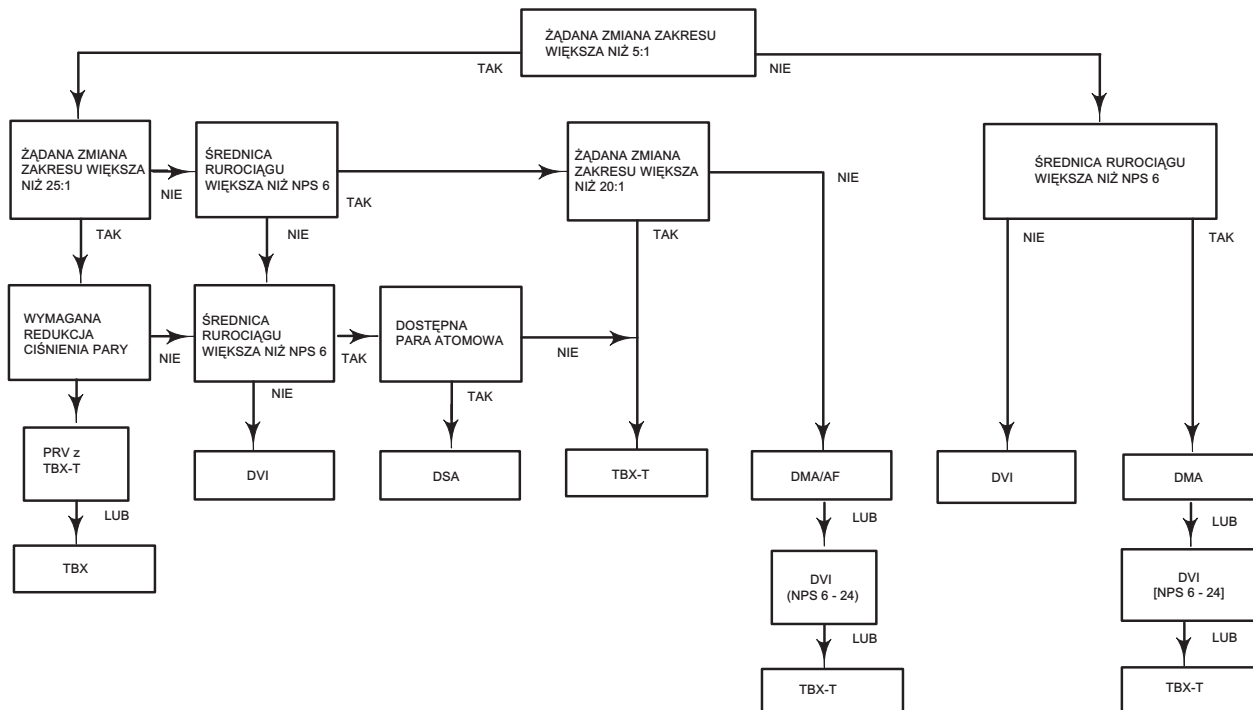 ŻĄDANA ZMIANA ZAKRESU
WIĘKSZA NIŻ 5:1
TAK
NIE
ŻĄDANA ZMIANA
ZAKRESU WIĘKSZA
NIŻ 25:1
NIE
ŚREDNICA
RUROCIĄGU
WIĘKSZA NIŻ NPS 6
TAK
ŻĄDANA ZMIANA
ZAKRESU WIĘKSZA
NIŻ 20:1
NIE
ŚREDNICA RUROCIĄGU
WIĘKSZA NIŻ NPS 6
TAK
NIE
TAK
NIE
TAK
WYMAGANA
REDUKCJA
CIŚNIENIA PARY
NIE
ŚREDNICA
RUROCIĄGU
WIĘKSZA NIŻ NPS 6
TAK
DOSTĘPNA
PARA ATOMOWA
NIE
NIE
TAK
PRV z
TBX-T
LUB
TBX
DVI
DSA
TBX-T
DMA/AF
LUB
DVI
(NPS 6 - 24)
LUB
TBX-T
DVI
DMA
LUB
DVI
[NPS 6 - 24]
LUB
TBX-T